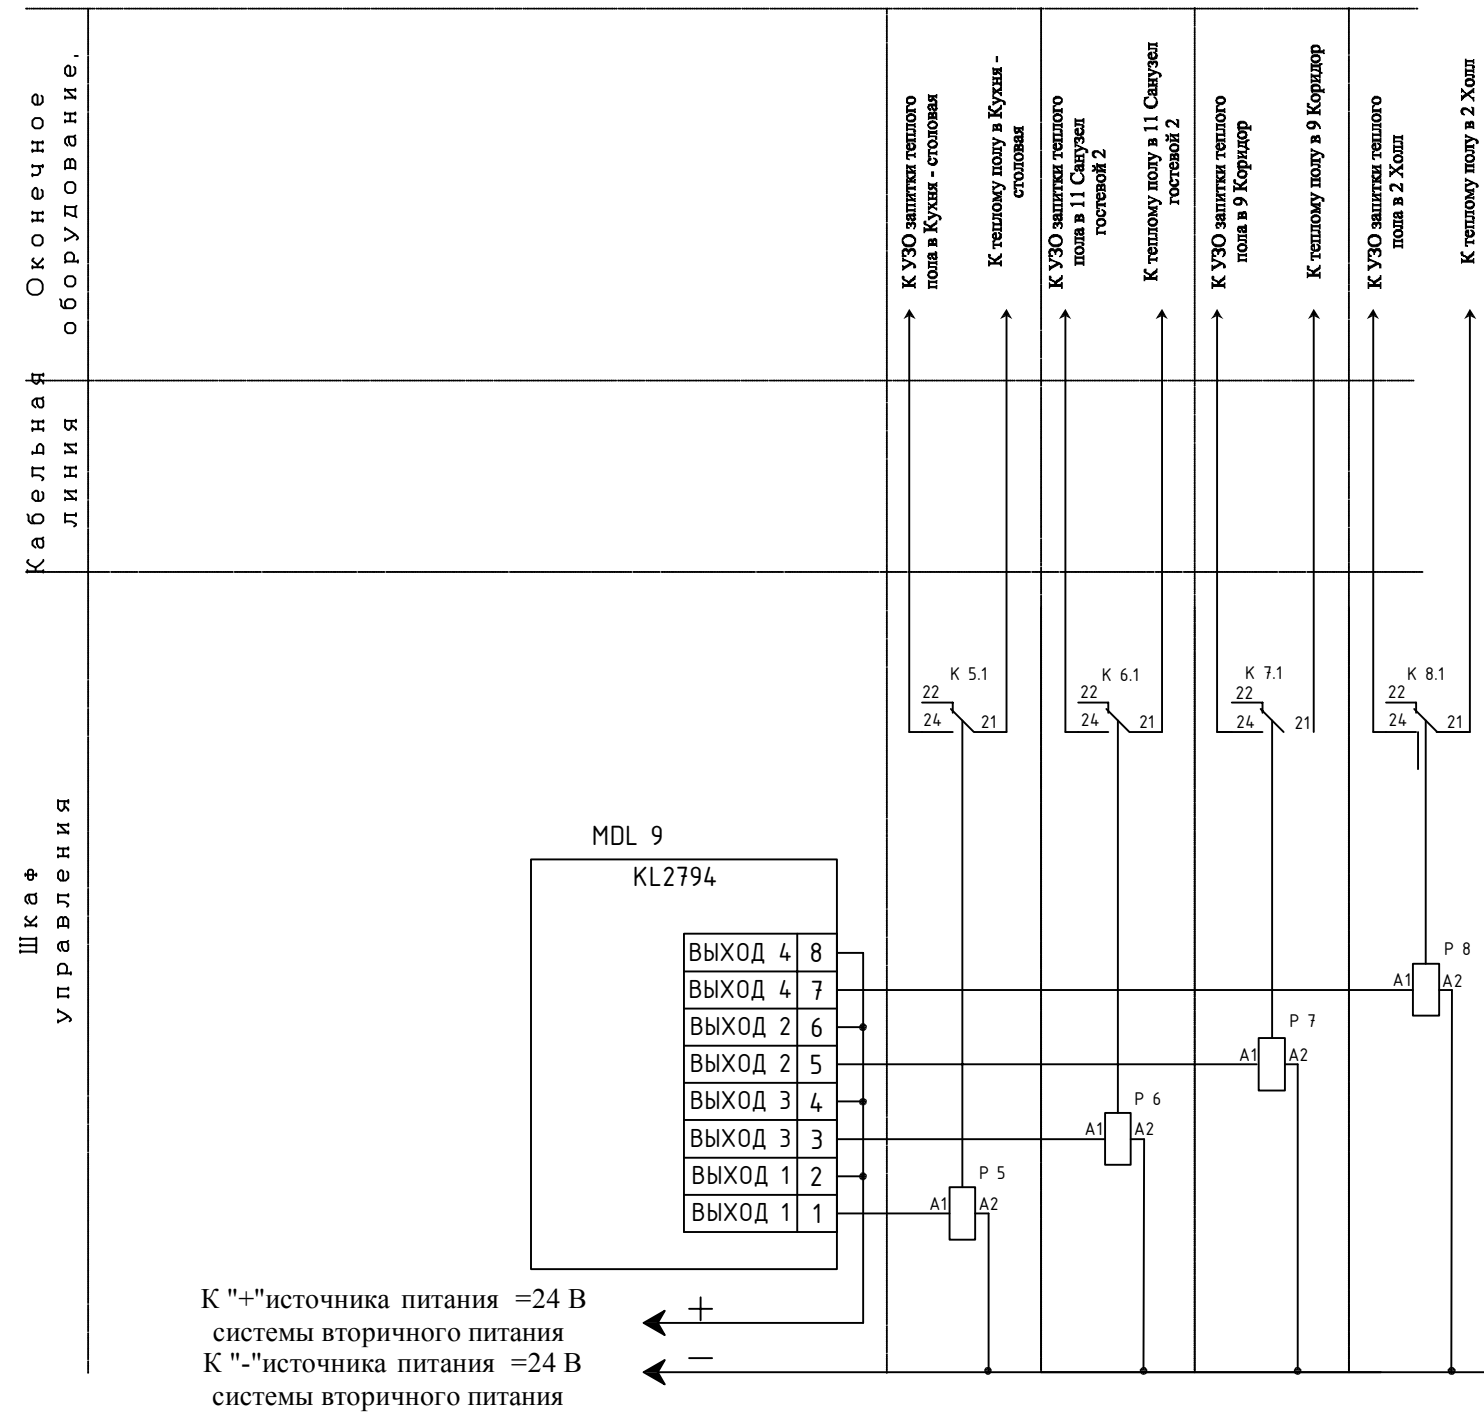 Оконечное
оборудование,
К УЗО запитки теплого
пола в Кухня - столовая
К теплому полу в Кухня -
столовая
К УЗО запитки теплого
пола в 11 Санузел
гостевой 2
К теплому полу в 11 Санузел
гостевой 2
К УЗО запитки теплого
пола в 9 Коридор
К теплому полу в 9 Коридор
К УЗО запитки теплого
пола в 2 Холл
К теплому полу в 2 Холл
Кабельная
линия
Шкаф
управления
К 5.1
22
24
21
К 6.1
22
24
21
К 7.1
22
24
21
К 8.1
22
24
21
MDL 9
KL2794
ВЫХОД 4 8
ВЫХОД 4 7
ВЫХОД 2 6
ВЫХОД 2 5
ВЫХОД 3 4
ВЫХОД 3 3
ВЫХОД 1 2
ВЫХОД 1 1
Р 8
А1 А2
Р 7
А1 А2
Р 6
А1 А2
Р 5
А1 А2
К "+"источника питания =24 В
системы вторичного питания
+
К "-"источника питания =24 В
системы вторичного питания
—